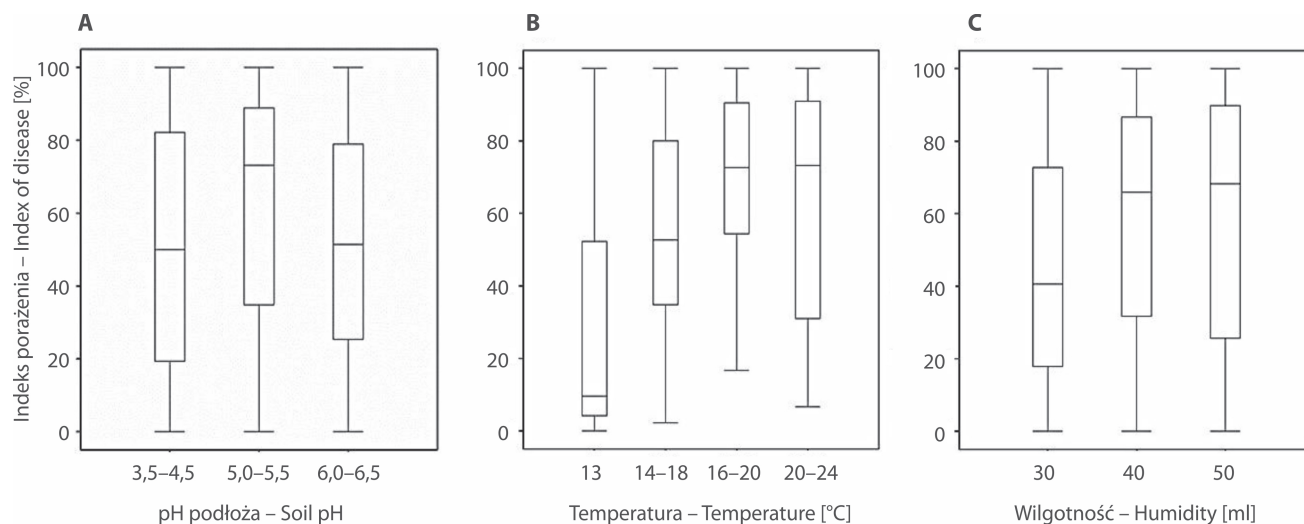 A
B
C
Indeks porażenia – Index of disease [%]
100
80
60
40
20
0
3,5–4,5 5,0–5,5 6,0–6,5
pH podłoża – Soil pH
100
80
60
40
20
0
13 14–18 16–20 20–24
Temperatura – Temperature [°C]
100
80
60
40
20
0
30 40 50
Wilgotność – Humidity [ml]